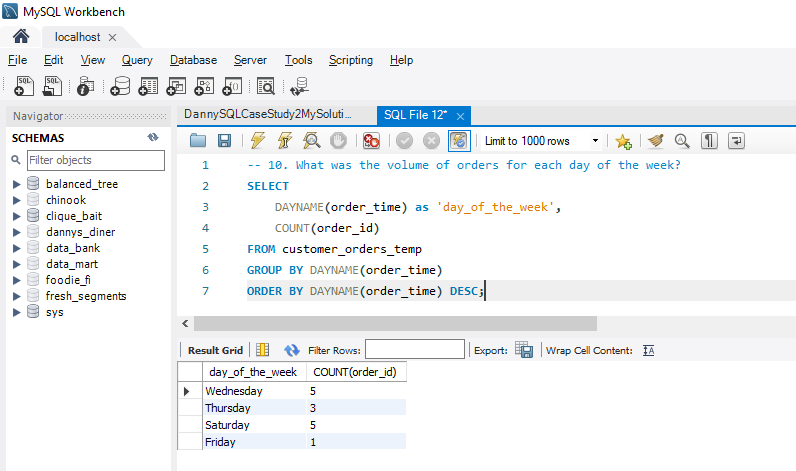 MySQL Workbench
localhost
File Edit View Query Database Server Tools Scripting Help
Navigator
SCHEMAS
Filter objects
balanced_tree
chinook
clique_bait
dannys_diner
data_bank
data_mart
foodie_fi
fresh_segments
sys
DannySQLCaseStudy2MySoluti... SQL File 12*
Limit to 1000 rows
1 -- 10. What was the volume of orders for each day of the week?
2 SELECT
3 DAYNAME(order_time) as 'day_of_the_week',
4 COUNT(order_id)
5 FROM customer_orders_temp
6 GROUP BY DAYNAME(order_time)
7 ORDER BY DAYNAME(order_time) DESC;
Result Grid Filter Rows: Export: Wrap Cell Content:
day_of_the_week COUNT(order_id)
Wednesday 5
Thursday 3
Saturday 5
Friday 1